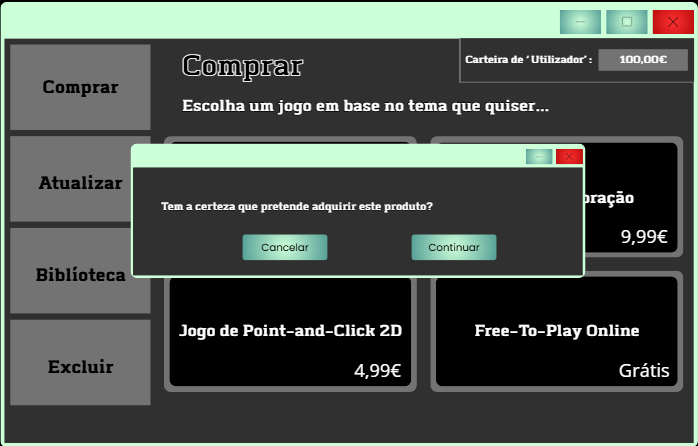 Comprar
Atualizar
Biblíoteca
Excluir
Comprar
Carteira de ‘ Utilizador’ :
100,00€
Escolha um jogo em base no tema que quiser...
Tem a certeza que pretende adquirir este produto?
Cancelar
Continuar
9,99€
Jogo de Point-and-Click 2D
4,99€
Free-To-Play Online
Grátis